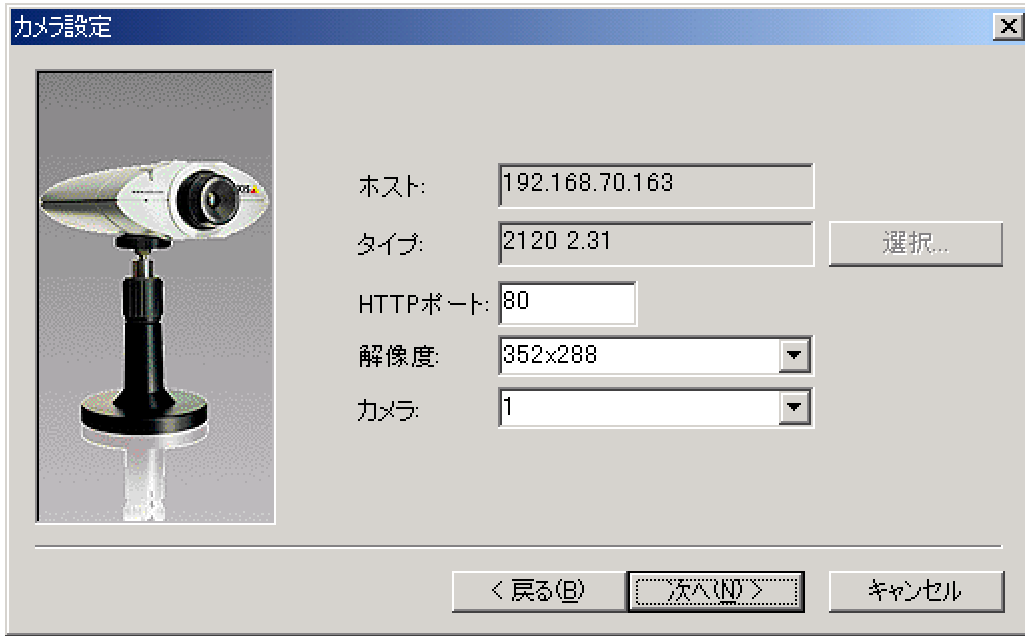 カメラ設定
ホスト: 192.168.70.163
タイプ: 2120 2.31 選択...
HTTPポート: 80
解像度: 352x288
カメラ: 1
< 戻る(B) 次へ(N) > キャンセル